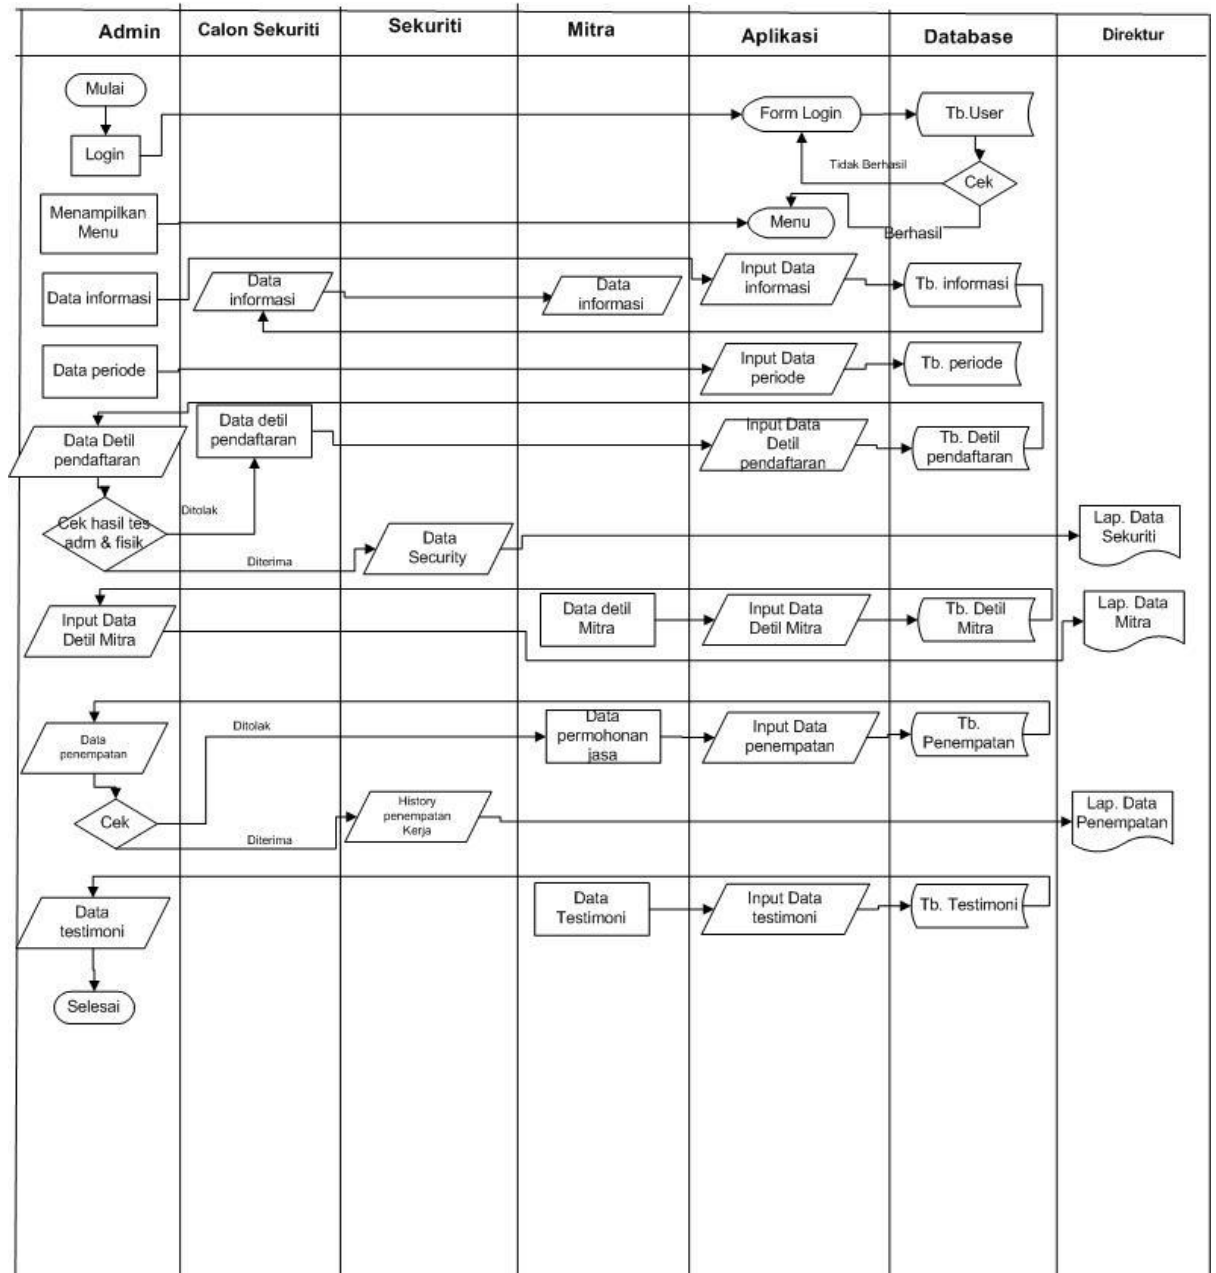 Admin
Calon Sekuriti
Sekuriti
Mitra
Aplikasi
Database
Direktur
Mulai
Form Login
Tb.User
Login
Tidak Berhasil
Cek
Menampilkan
Menu
Menu
Berhasil
Data informasi
Data
informasi
Data
informasi
Input Data
informasi
Tb. informasi
Data periode
Input Data
periode
Tb. periode
Data Detil
pendaftaran
Data detil
pendaftaran
Input Data
Detil
pendaftaran
Tb. Detil
pendaftaran
Cek hasil tes
adm & fisik
Ditolak
Diterima
Data
Security
Lap. Data
Sekuriti
Input Data
Detil Mitra
Data detil
Mitra
Input Data
Detil Mitra
Tb. Detil
Mitra
Lap. Data
Mitra
Data
penempatan
Ditolak
Data
permohonan
jasa
Input Data
penempatan
Tb.
Penempatan
Cek
Diterima
History
penempatan
Kerja
Lap. Data
Penempatan
Data
testimoni
Data
Testimoni
Input Data
testimoni
Tb. Testimoni
Selesai